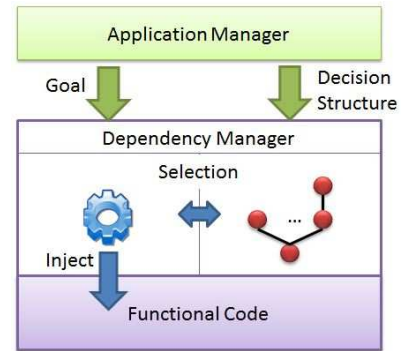 Application Manager
Goal
Decision
Structure
Dependency Manager
Selection
...
Inject
Functional Code